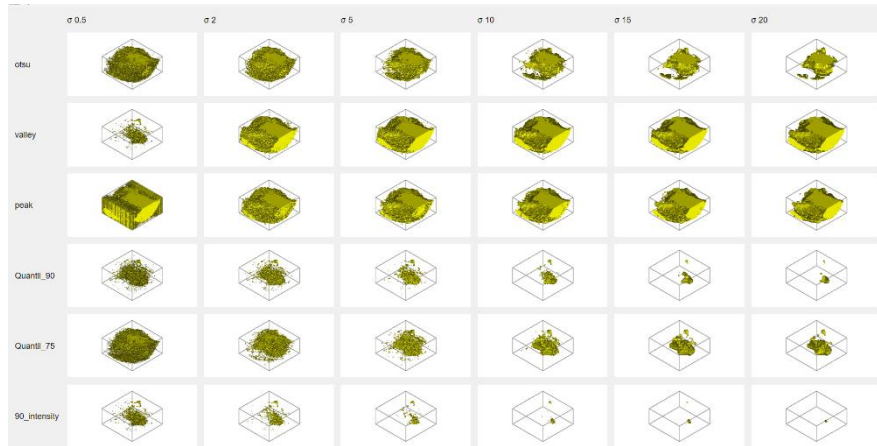 σ 0.5 σ 2 σ 5 σ 10 σ 15 σ 20
otsu
valley
peak
Quantil_90
Quantil_75
90_intensity